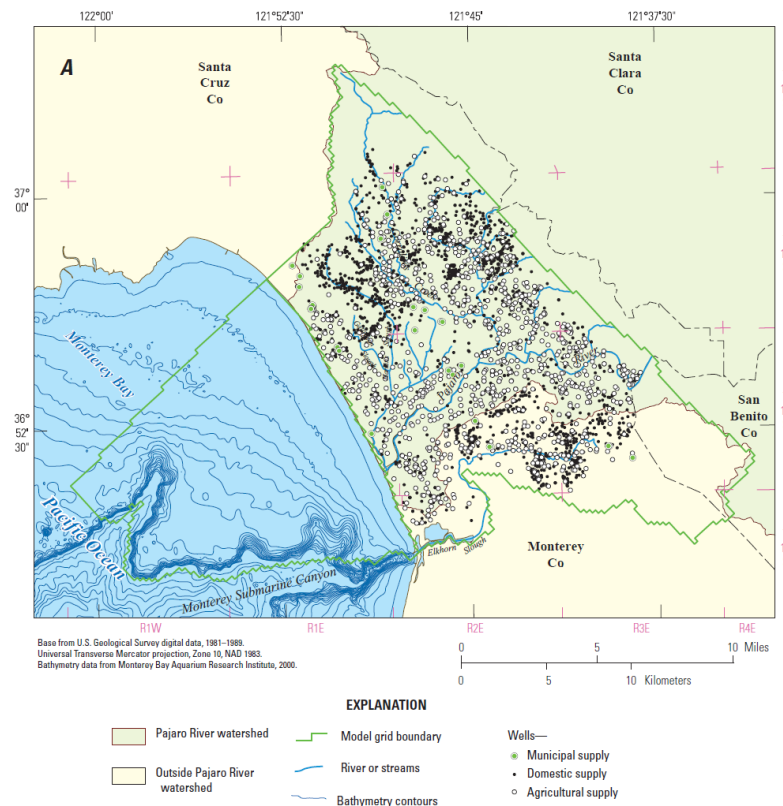 122°00'
121°52'30"
121°45'
121°37'30"
A
Santa
Cruz
Co
Santa
Clara
Co
37°
00'
Monterey Bay
36°
52'
30"
San
Benito
Co
Pacific Ocean
Elkhorn Slough
Monterey
Co
Monterey Submarine Canyon
R1W
R1E
R2E
R3E
R4E
Base from U.S. Geological Survey digital data, 1981–1989.
Universal Transverse Mercator projection, Zone 10, NAD 1983.
Bathymetry data from Monterey Bay Aquarium Research Institute, 2000.
0 5 10 Miles
0 5 10 Kilometers
EXPLANATION
Pajaro River watershed
Outside Pajaro River
watershed
Model grid boundary
River or streams
Bathymetry contours
Wells—
Municipal supply
Domestic supply
Agricultural supply